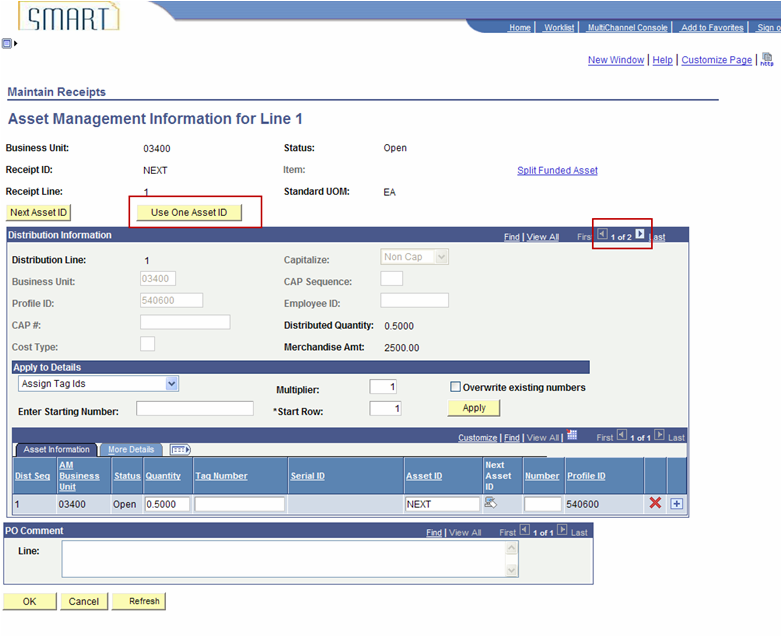 SMART
Home Worklist MultiChannel Console Add to Favorites Sign o
New Window | Help | Customize Page | http
Maintain Receipts
Asset Management Information for Line 1
Business Unit: 03400 Status: Open
Receipt ID: NEXT Item: Split Funded Asset
Receipt Line: 1 Standard UOM: EA
Next Asset ID Use One Asset ID
Distribution Information Find | View All First 1 of 2 Last
Distribution Line: 1 Capitalize: Non Cap
Business Unit: 03400 CAP Sequence:
Profile ID: 540600 Employee ID:
CAP #: Distributed Quantity: 0.5000
Cost Type: Merchandise Amt: 2500.00
Apply to Details
Assign Tag Ids Multiplier: 1 Overwrite existing numbers
Enter Starting Number: *Start Row: 1 Apply
Customize | Find | View All | First 1 of 1 Last
Asset Information More Details
Dist Seq AM Business Unit Status Quantity Tag Number Serial ID Asset ID Next Asset ID Number Profile ID
1 03400 Open 0.5000 NEXT 540600
PO Comment Find | View All First 1 of 1 Last
Line:
OK Cancel Refresh